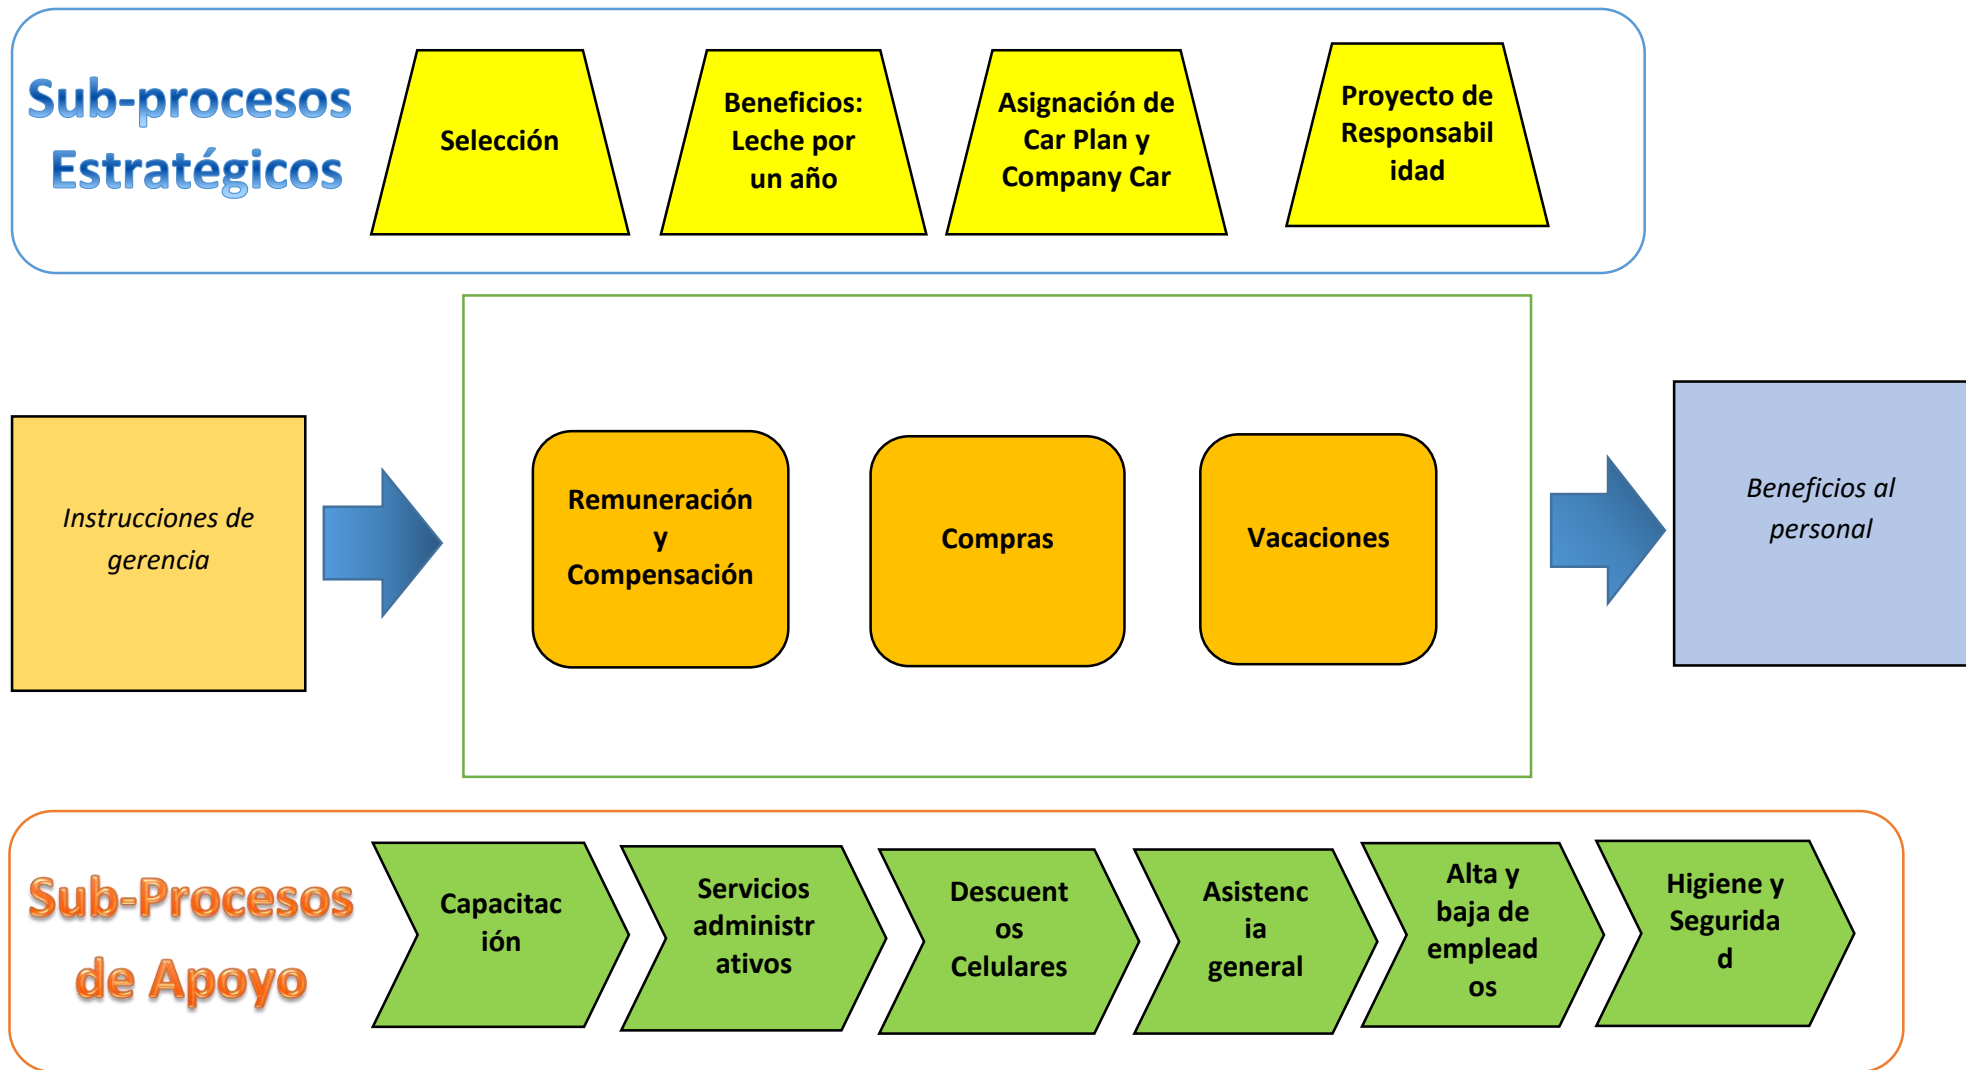 Sub-procesos
Estratégicos
Selección
Beneficios:
Leche por
un año
Asignación de
Car Plan y
Company Car
Proyecto de
Responsabil
idad
Instrucciones de
gerencia
Remuneración
y
Compensación
Compras
Vacaciones
Beneficios al
personal
Sub-Procesos
de Apoyo
Capacitac
ión
Servicios
administr
ativos
Descuent
os
Celulares
Asistenc
ia
general
Alta y
baja de
emplead
os
Higiene y
Segurida
d